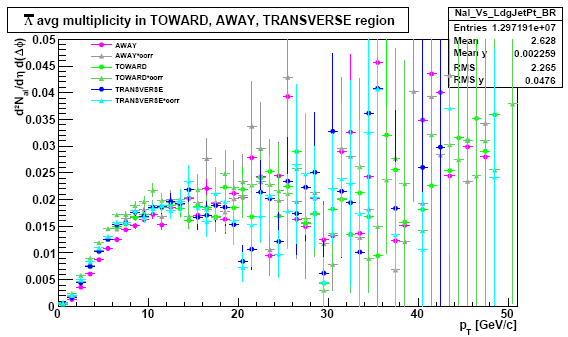 Λ avg multiplicity in TOWARD, AWAY, TRANSVERSE region
Nal_Vs_LdgJetPt_BR
Entries 1.297191e+07
Mean 2.628
Mean y 0.002259
RMS 2.265
RMS y 0.0476
AWAY
AWAY*corr
TOWARD
TOWARD*corr
TRANSVERSE
TRANSVERSE*corr
d²N_al/dη d(Δϕ)
0.05
0.045
0.04
0.035
0.03
0.025
0.02
0.015
0.01
0.005
0
0 10 20 30 40 50
p_T [GeV/c]